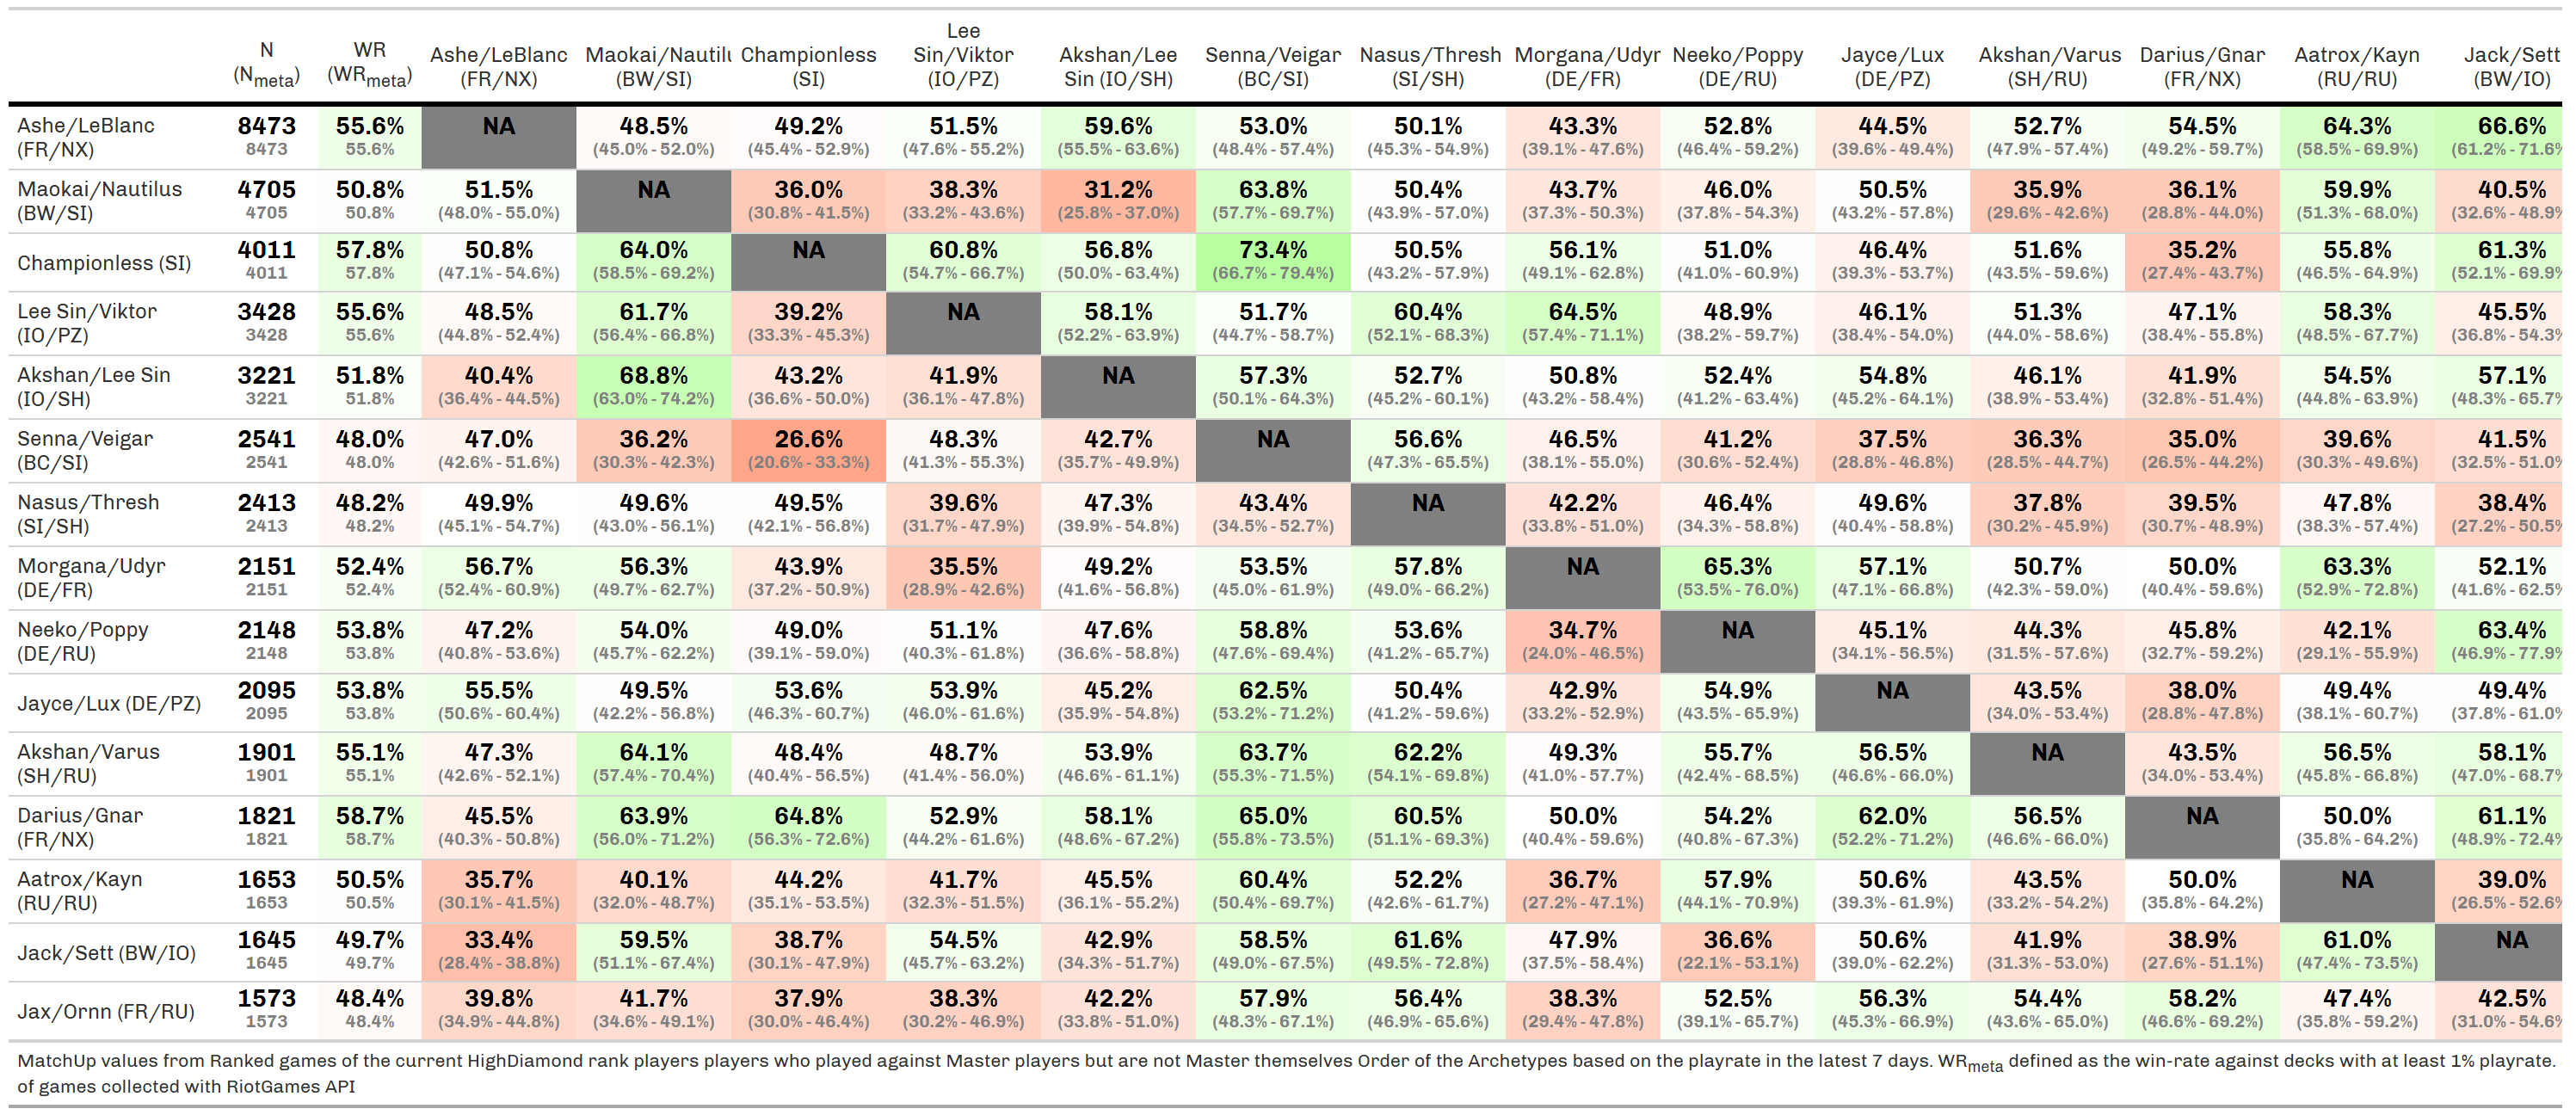 N (Nmeta) WR (WRmeta) Ashe/LeBlanc (FR/NX) Maokai/Nautilu (BW/SI) Championless (SI) Lee Sin/Viktor (IO/PZ) Akshan/Lee Sin (IO/SH) Senna/Veigar (BC/SI) Nasus/Thresh (SI/SH) Morgana/Udyr (DE/FR) Neeko/Poppy (DE/RU) Jayce/Lux (DE/PZ) Akshan/Varus (SH/RU) Darius/Gnar (FR/NX) Aatrox/Kayn (RU/RU) Jack/Sett (BW/IO)
Ashe/LeBlanc 8473 55.6% NA 48.5% 49.2% 51.5% 59.6% 53.0% 50.1% 43.3% 52.8% 44.5% 52.7% 54.5% 64.3% 66.6%
(FR/NX) 8473 55.6% (45.0% - 52.0%) (45.4% - 52.9%) (47.6% - 55.2%) (55.5% - 63.6%) (48.4% - 57.4%) (45.3% - 54.9%) (39.1% - 47.6%) (46.4% - 59.2%) (39.6% - 49.4%) (47.9% - 57.4%) (49.2% - 59.7%) (58.5% - 69.9%) (61.2% - 71.6%
Maokai/Nautilus 4705 50.8% 51.5% NA 36.0% 38.3% 31.2% 63.8% 50.4% 43.7% 46.0% 50.5% 35.9% 36.1% 59.9% 40.5%
(BW/SI) 4705 50.8% (48.0% - 55.0%) (30.8% - 41.5%) (33.2% - 43.6%) (25.8% - 37.0%) (57.7% - 69.7%) (43.9% - 57.0%) (37.3% - 50.3%) (37.8% - 54.3%) (43.2% - 57.8%) (29.6% - 42.6%) (28.8% - 44.0%) (51.3% - 68.0%) (32.6% - 48.9%
Championless (SI) 4011 57.8% 50.8% 64.0% NA 60.8% 56.8% 73.4% 50.5% 56.1% 51.0% 46.4% 51.6% 35.2% 55.8% 61.3%
4011 57.8% (47.1% - 54.6%) (58.5% - 69.2%) (54.7% - 66.7%) (50.0% - 63.4%) (66.7% - 79.4%) (43.2% - 57.9%) (49.1% - 62.8%) (41.0% - 60.9%) (39.3% - 53.7%) (43.5% - 59.6%) (27.4% - 43.7%) (46.5% - 64.9%) (52.1% - 69.9%
Lee Sin/Viktor 3428 55.6% 48.5% 61.7% 39.2% NA 58.1% 51.7% 60.4% 64.5% 48.9% 46.1% 51.3% 47.1% 58.3% 45.5%
(IO/PZ) 3428 55.6% (44.8% - 52.4%) (56.4% - 66.8%) (33.3% - 45.3%) (52.2% - 63.9%) (44.7% - 58.7%) (52.1% - 68.3%) (57.4% - 71.1%) (38.2% - 59.7%) (38.4% - 54.0%) (44.0% - 58.6%) (38.4% - 55.8%) (48.5% - 67.7%) (36.8% - 54.3%
Akshan/Lee Sin 3221 51.8% 40.4% 68.8% 43.2% 41.9% NA 57.3% 52.7% 50.8% 52.4% 54.8% 46.1% 41.9% 54.5% 57.1%
(IO/SH) 3221 51.8% (36.4% - 44.5%) (63.0% - 74.2%) (36.6% - 50.0%) (36.1% - 47.8%) (50.1% - 64.3%) (45.2% - 60.1%) (43.2% - 58.4%) (41.2% - 63.4%) (45.2% - 64.1%) (38.9% - 53.4%) (32.8% - 51.4%) (44.8% - 63.9%) (48.3% - 65.7%
Senna/Veigar 2541 48.0% 47.0% 36.2% 26.6% 48.3% 42.7% NA 56.6% 46.5% 41.2% 37.5% 36.3% 35.0% 39.6% 41.5%
(BC/SI) 2541 48.0% (42.6% - 51.6%) (30.3% - 42.3%) (20.6% - 33.3%) (41.3% - 55.3%) (35.7% - 49.9%) (47.3% - 65.5%) (38.1% - 55.0%) (30.6% - 52.4%) (28.8% - 46.8%) (28.5% - 44.7%) (26.5% - 44.2%) (30.3% - 49.6%) (32.5% - 51.0%
Nasus/Thresh 2413 48.2% 49.9% 49.6% 49.5% 39.6% 47.3% 43.4% NA 42.2% 46.4% 49.6% 37.8% 39.5% 47.8% 38.4%
(SI/SH) 2413 48.2% (45.1% - 54.7%) (43.0% - 56.1%) (42.1% - 56.8%) (31.7% - 47.9%) (39.9% - 54.8%) (34.5% - 52.7%) (33.8% - 51.0%) (34.3% - 58.8%) (40.4% - 58.8%) (30.2% - 45.9%) (30.7% - 48.9%) (38.3% - 57.4%) (27.2% - 50.5%
Morgana/Udyr 2151 52.4% 56.7% 56.3% 43.9% 35.5% 49.2% 53.5% 57.8% NA 65.3% 57.1% 50.7% 50.0% 63.3% 52.1%
(DE/FR) 2151 52.4% (52.4% - 60.9%) (49.7% - 62.7%) (37.2% - 50.9%) (28.9% - 42.6%) (41.6% - 56.8%) (45.0% - 61.9%) (49.0% - 66.2%) (53.5% - 76.0%) (47.1% - 66.8%) (42.3% - 59.0%) (40.4% - 59.6%) (52.9% - 72.8%) (41.6% - 62.5%
Neeko/Poppy 2148 53.8% 47.2% 54.0% 49.0% 51.1% 47.6% 58.8% 53.6% 34.7% NA 45.1% 44.3% 45.8% 42.1% 63.4%
(DE/RU) 2148 53.8% (40.8% - 53.6%) (45.7% - 62.2%) (39.1% - 59.0%) (40.3% - 61.8%) (36.6% - 58.8%) (47.6% - 69.4%) (41.2% - 65.7%) (24.0% - 46.5%) (34.1% - 56.5%) (31.5% - 57.6%) (32.7% - 59.2%) (29.1% - 55.9%) (46.9% - 77.9%
Jayce/Lux (DE/PZ) 2095 53.8% 55.5% 49.5% 53.6% 53.9% 45.2% 62.5% 50.4% 42.9% 54.9% NA 43.5% 38.0% 49.4% 49.4%
2095 53.8% (50.6% - 60.4%) (42.2% - 56.8%) (46.3% - 60.7%) (46.0% - 61.6%) (35.9% - 54.8%) (53.2% - 71.2%) (41.2% - 59.6%) (33.2% - 52.9%) (43.5% - 65.9%) (34.0% - 53.4%) (28.8% - 47.8%) (38.1% - 60.7%) (37.8% - 61.0%
Akshan/Varus 1901 55.1% 47.3% 64.1% 48.4% 48.7% 53.9% 63.7% 62.2% 49.3% 55.7% 56.5% NA 43.5% 56.5% 58.1%
(SH/RU) 1901 55.1% (42.6% - 52.1%) (57.4% - 70.4%) (40.4% - 56.5%) (41.4% - 56.0%) (46.6% - 61.1%) (55.3% - 71.5%) (54.1% - 69.8%) (41.0% - 57.7%) (42.4% - 68.5%) (46.6% - 66.0%) (34.0% - 53.4%) (45.8% - 66.8%) (47.0% - 68.7%
Darius/Gnar 1821 58.7% 45.5% 63.9% 64.8% 52.9% 58.1% 65.0% 60.5% 50.0% 54.2% 62.0% 56.5% NA 50.0% 61.1%
(FR/NX) 1821 58.7% (40.3% - 50.8%) (56.0% - 71.2%) (56.3% - 72.6%) (44.2% - 61.6%) (48.6% - 67.2%) (55.8% - 73.5%) (51.1% - 69.3%) (40.4% - 59.6%) (40.8% - 67.3%) (52.2% - 71.2%) (46.6% - 66.0%) (35.8% - 64.2%) (48.9% - 72.4%
Aatrox/Kayn 1653 50.5% 35.7% 40.1% 44.2% 41.7% 45.5% 60.4% 52.2% 36.7% 57.9% 50.6% 43.5% 50.0% NA 39.0%
(RU/RU) 1653 50.5% (30.1% - 41.5%) (32.0% - 48.7%) (35.1% - 53.5%) (32.3% - 51.5%) (36.1% - 55.2%) (50.4% - 69.7%) (42.6% - 61.7%) (27.2% - 47.1%) (44.1% - 70.9%) (39.3% - 61.9%) (33.2% - 54.2%) (35.8% - 64.2%) (26.5% - 52.6%
Jack/Sett (BW/IO) 1645 49.7% 33.4% 59.5% 38.7% 54.5% 42.9% 58.5% 61.6% 47.9% 36.6% 50.6% 41.9% 38.9% 61.0% NA
1645 49.7% (28.4% - 38.8%) (51.1% - 67.4%) (30.1% - 47.9%) (45.7% - 63.2%) (34.3% - 51.7%) (49.0% - 67.5%) (49.5% - 72.8%) (37.5% - 58.4%) (22.1% - 53.1%) (39.0% - 62.2%) (31.3% - 53.0%) (27.6% - 51.1%) (47.4% - 73.5%)
Jax/Ornn (FR/RU) 1573 48.4% 39.8% 41.7% 37.9% 38.3% 42.2% 57.9% 56.4% 38.3% 52.5% 56.3% 54.4% 58.2% 47.4% 42.5%
1573 48.4% (34.9% - 44.8%) (34.6% - 49.1%) (30.0% - 46.4%) (30.2% - 46.9%) (33.8% - 51.0%) (48.3% - 67.1%) (46.9% - 65.6%) (29.4% - 47.8%) (39.1% - 65.7%) (45.3% - 66.9%) (43.6% - 65.0%) (46.6% - 69.2%) (35.8% - 59.2%) (31.0% - 54.6%
MatchUp values from Ranked games of the current HighDiamond rank players players who played against Master players but are not Master themselves Order of the Archetypes based on the playrate in the latest 7 days. WRmeta defined as the win-rate against decks with at least 1% playrate.
of games collected with RiotGames API